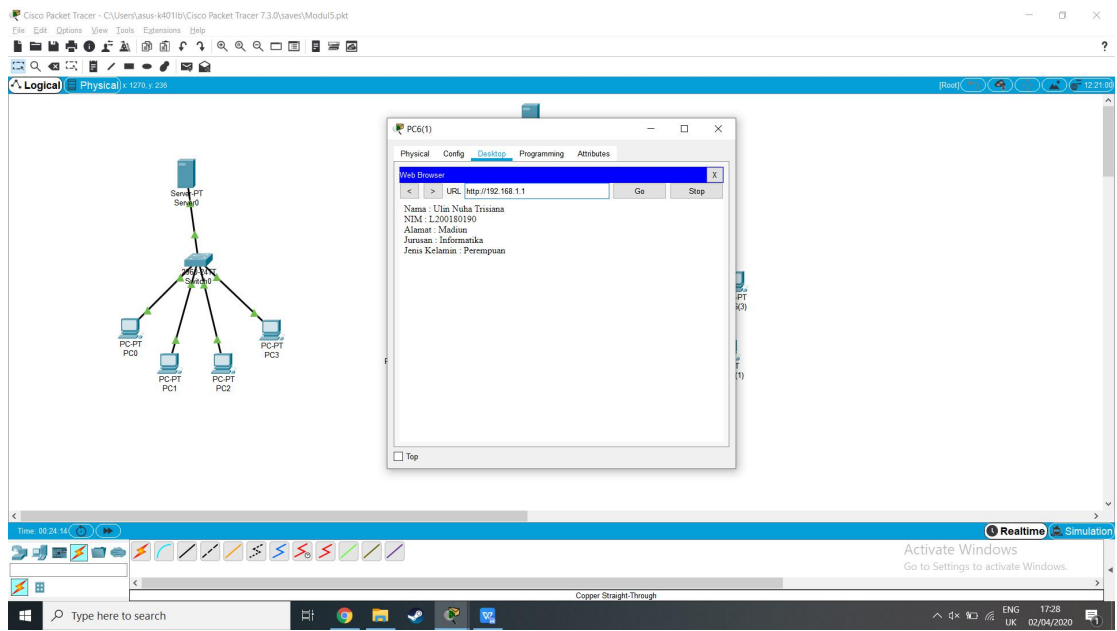 Cisco Packet Tracer - C:\Users\asus-k401lb\Cisco Packet Tracer 7.3.0\saves\Modul5.pkt
File Edit Options View Tools Extensions Help
?
Logical Physical x: 1270, y: 236
[Root] 12:21:00
PC6(1)
Physical Config Desktop Programming Attributes
Web Browser X
< > URL http://192.168.1.1 Go Stop
Nama : Ulin Nuha Trisiana
NIM : L200180190
Alamat : Madiun
Jurusan : Informatika
Jenis Kelamin : Perempuan
Top
Server-PT
Server0
2960-24TT
Switch0
PC-PT
PC0
PC-PT
PC3
PC-PT
PC1
PC-PT
PC2
(3)
(1)
Time: 00:24:14
Realtime Simulation
Activate Windows
Go to Settings to activate Windows.
Copper Straight-Through
Type here to search
ENG
UK
17:28
02/04/2020